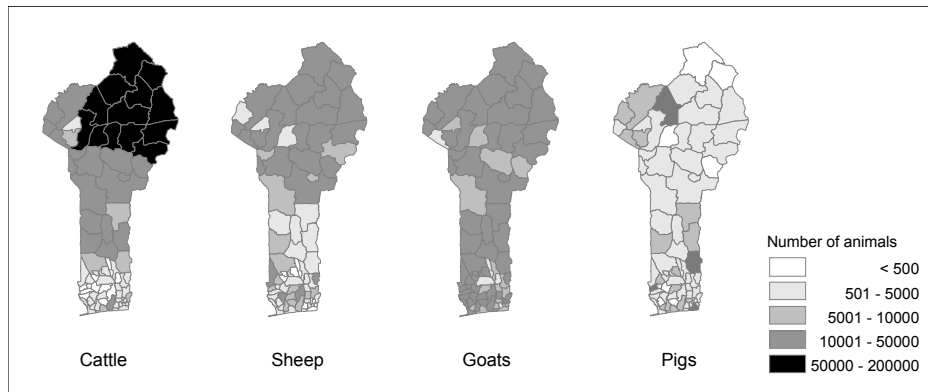 Number of animals
< 500
501 - 5000
5001 - 10000
10001 - 50000
50000 - 200000
Cattle
Sheep
Goats
Pigs